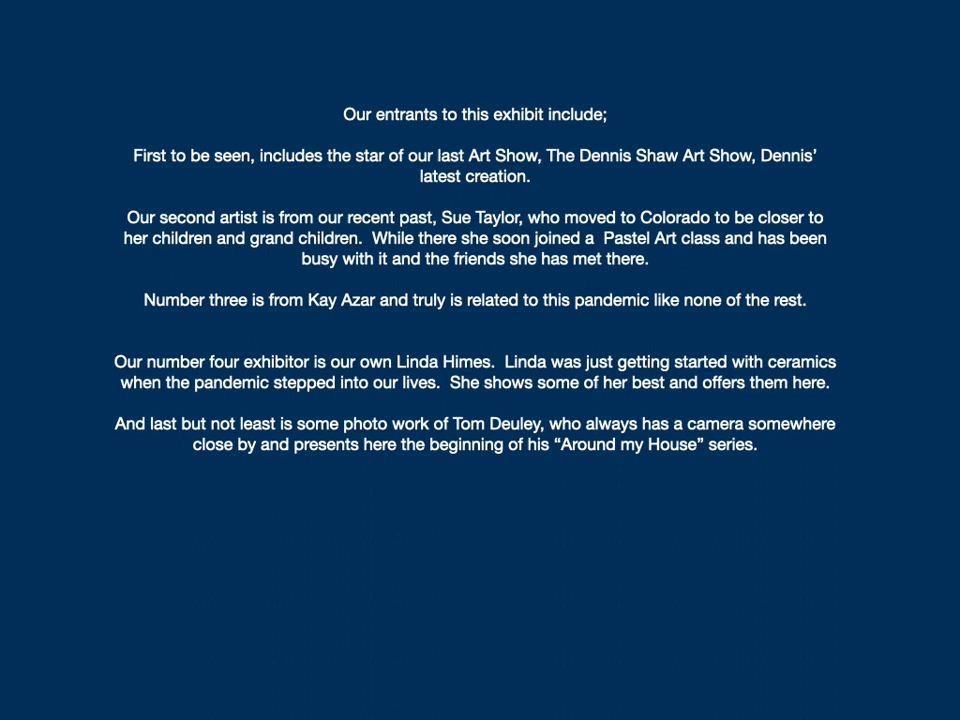 Our entrants to this exhibit include;
First to be seen, includes the star of our last Art Show, The Dennis Shaw Art Show, Dennis’
latest creation.
Our second artist is from our recent past, Sue Taylor, who moved to Colorado to be closer to
her children and grand children.  While there she soon joined a  Pastel Art class and has been
busy with it and the friends she has met there.
Number three is from Kay Azar and truly is related to this pandemic like none of the rest.
Our number four exhibitor is our own Linda Himes.  Linda was just getting started with ceramics
when the pandemic stepped into our lives.  She shows some of her best and offers them here.
And last but not least is some photo work of Tom Deuley, who always has a camera somewhere
close by and presents here the beginning of his “Around my House” series.